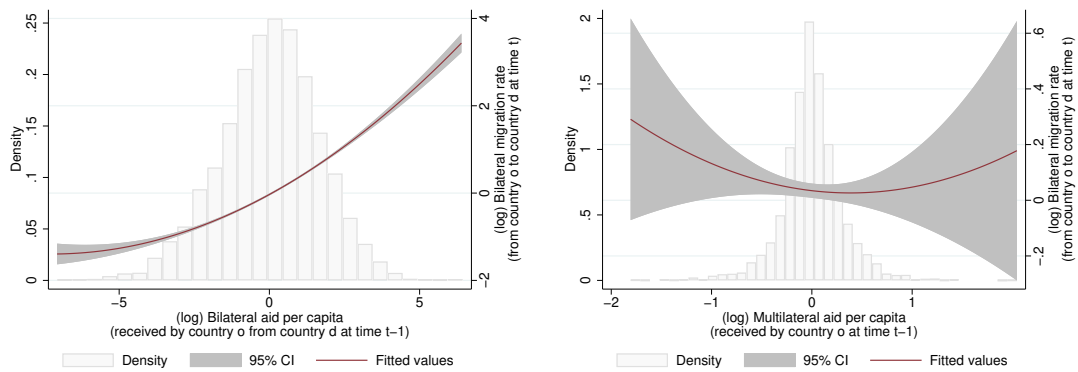 .25
.2
.15
.1
.05
0
Density
4
2
0
−2
(log) Bilateral migration rate
(from country o to country d at time t)
−5
0
5
(log) Bilateral aid per capita
(received by country o from country d at time t−1)
Density
95% CI
Fitted values
2
1.5
1
.5
0
Density
.6
.4
.2
0
−.2
(log) Bilateral migration rate
(from country o to country d at time t)
−2
−1
0
1
(log) Multilateral aid per capita
(received by country o at time t−1)
Density
95% CI
Fitted values